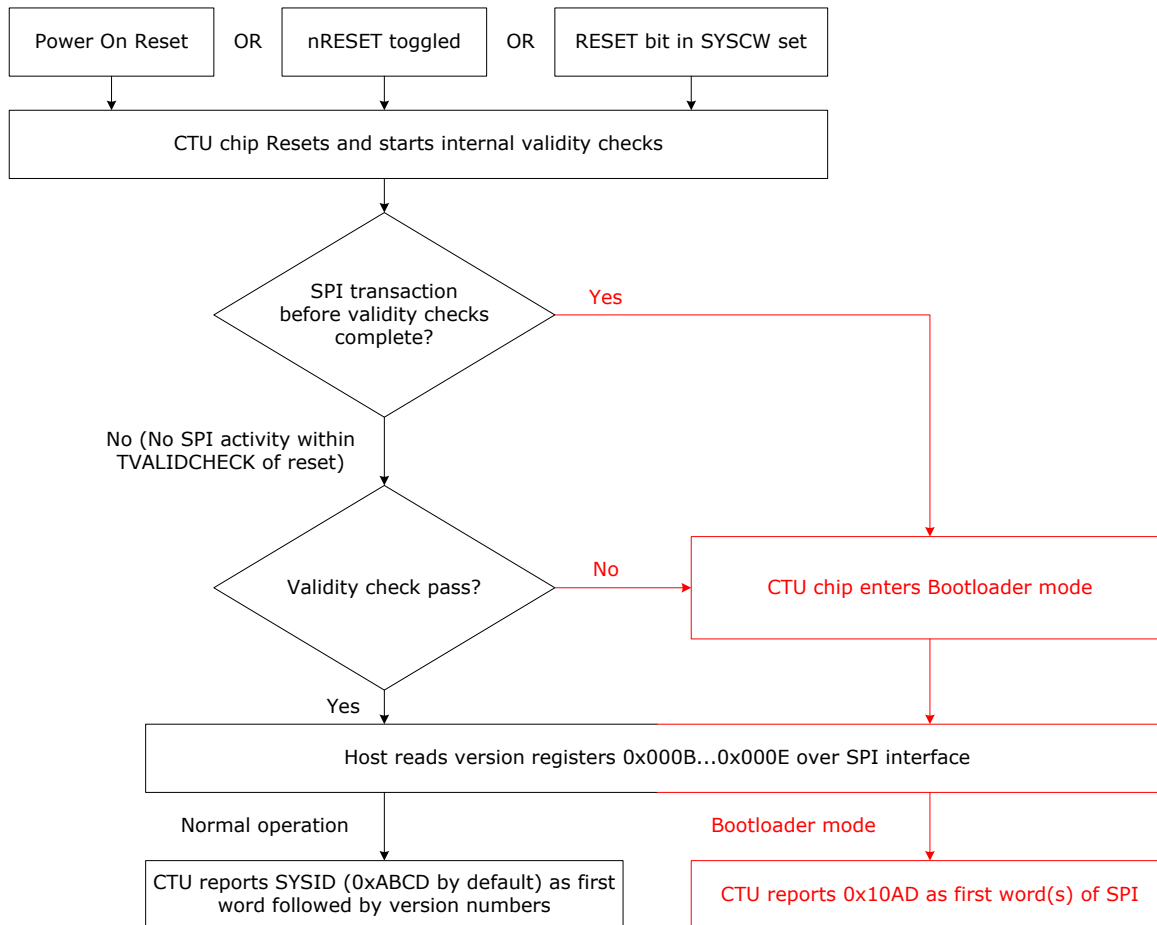 Power On Reset
OR
nRESET toggled
OR
RESET bit in SYSCW set
CTU chip Resets and starts internal validity checks
SPI transaction
before validity checks
complete?
Yes
No (No SPI activity within
TVALIDCHECK of reset)
Validity check pass?
No
CTU chip enters Bootloader mode
Yes
Host reads version registers 0x000B...0x000E over SPI interface
Normal operation
Bootloader mode
CTU reports SYSID (0xABCD by default) as first
word followed by version numbers
CTU reports 0x10AD as first word(s) of SPI